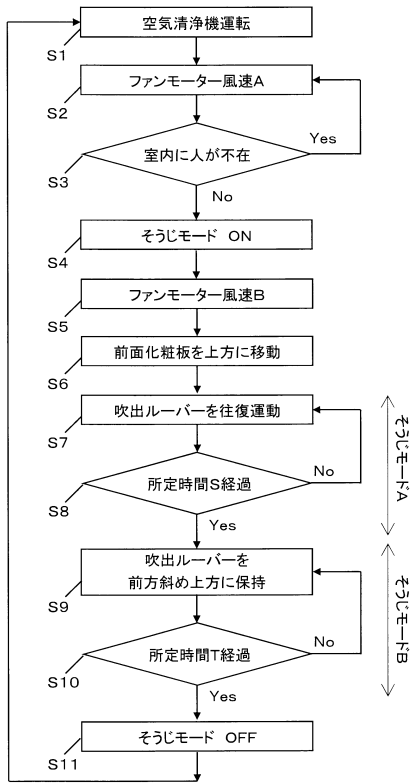 空気清浄機運転
S1
ファンモーター風速A
S2
Yes
室内に人が不在
S3
No
そうじモード ON
S4
ファンモーター風速B
S5
前面化粧板を上方に移動
S6
吹出ルーバーを往復運動
S7
No
所定時間S経過
S8
Yes
そうじモードA
吹出ルーバーを
前方斜め上方に保持
S9
No
所定時間T経過
S10
Yes
そうじモードB
そうじモード OFF
S11